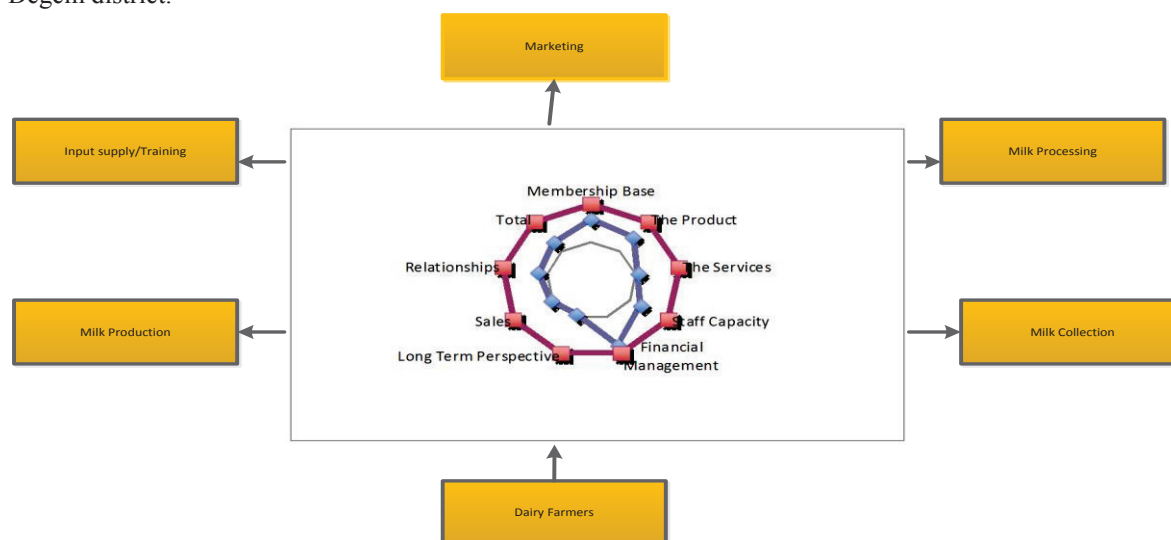 Degem district.
Marketing
Input supply/Training
Milk Processing
Membership Base
Total
The Product
Relationships
The Services
Sales
Staff Capacity
Long Term Perspective
Financial
Management
Milk Production
Milk Collection
Dairy Farmers